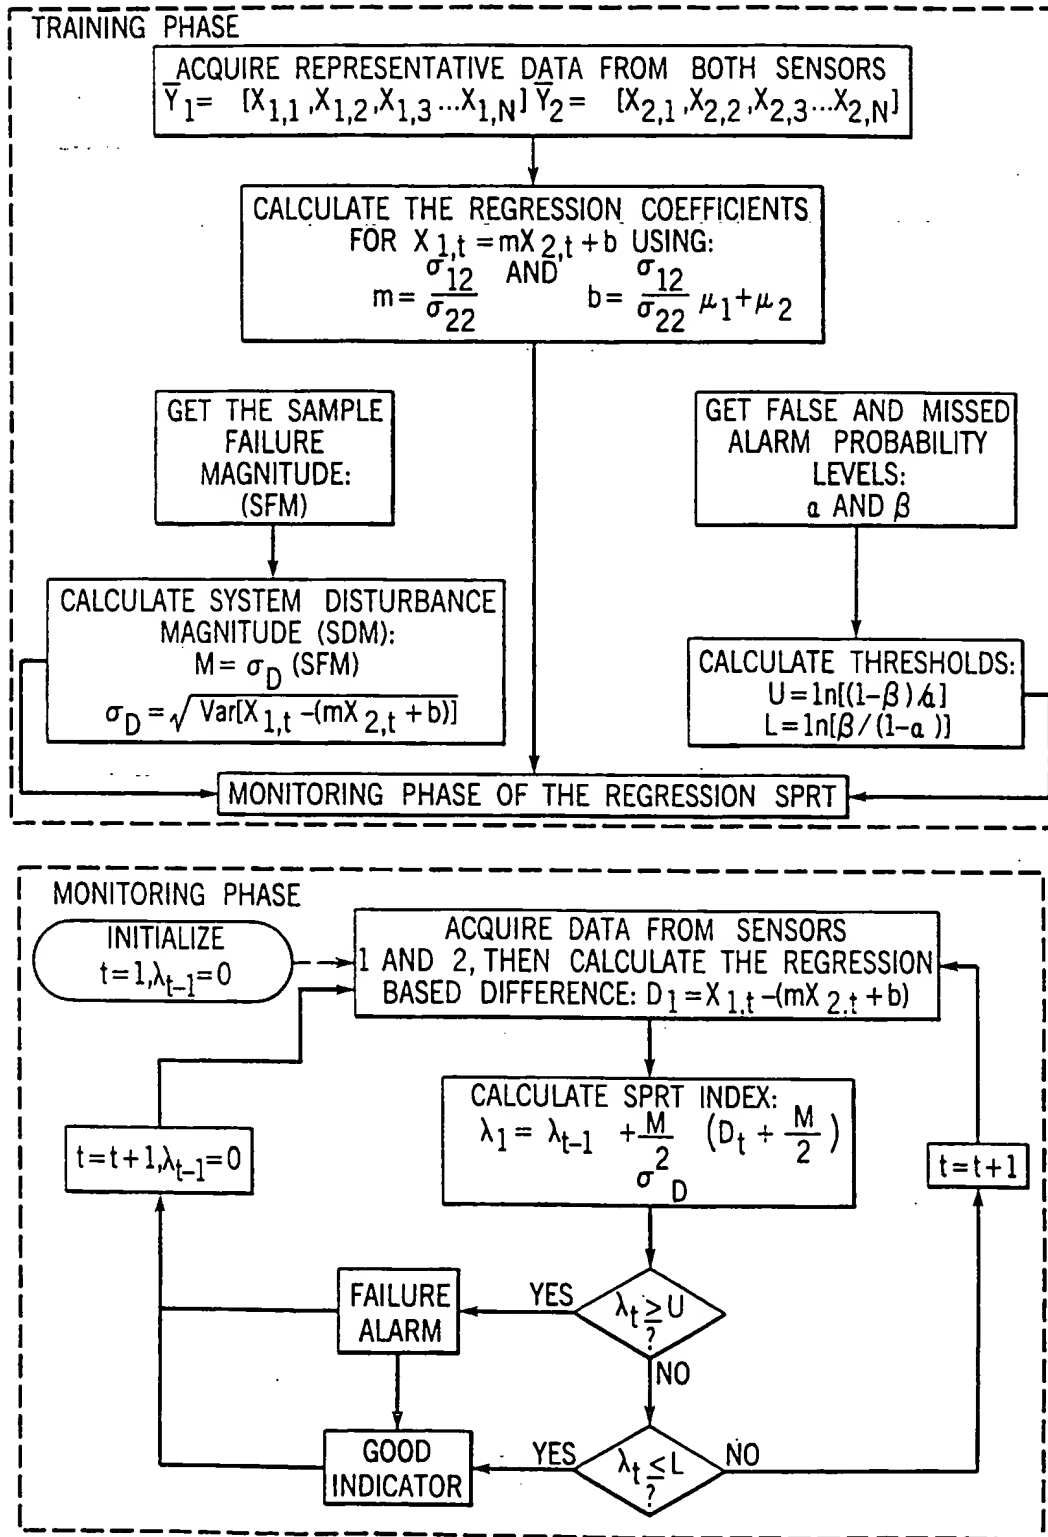 TRAINING PHASE
ACQUIRE REPRESENTATIVE DATA FROM BOTH SENSORS
Y̅₁= [X₁,₁,X₁,₂,X₁,₃...X₁,N] Y̅₂= [X₂,₁,X₂,₂,X₂,₃...X₂,N]
CALCULATE THE REGRESSION COEFFICIENTS
FOR X₁,t=mX₂,t+b USING:
m=σ₁₂/σ₂₂ AND b=σ₁₂/σ₂₂ μ₁+μ₂
GET THE SAMPLE
FAILURE
MAGNITUDE:
(SFM)
GET FALSE AND MISSED
ALARM PROBABILITY
LEVELS:
α AND β
CALCULATE SYSTEM DISTURBANCE
MAGNITUDE (SDM):
M=σD (SFM)
σD=√Var[X₁,t-(mX₂,t+b)]
CALCULATE THRESHOLDS:
U=ln[(1-β)/α]
L=ln[β/(1-α)]
MONITORING PHASE OF THE REGRESSION SPRT
MONITORING PHASE
INITIALIZE
t=1,λt-1=0
ACQUIRE DATA FROM SENSORS
1 AND 2, THEN CALCULATE THE REGRESSION
BASED DIFFERENCE: D₁=X₁,t-(mX₂,t+b)
CALCULATE SPRT INDEX:
λ₁=λt-1 + M/σ²D (Dt + M/2)
t=t+1,λt-1=0
t=t+1
FAILURE
ALARM
YES
λt≥U
?
NO
GOOD
INDICATOR
YES
λt≤L
?
NO